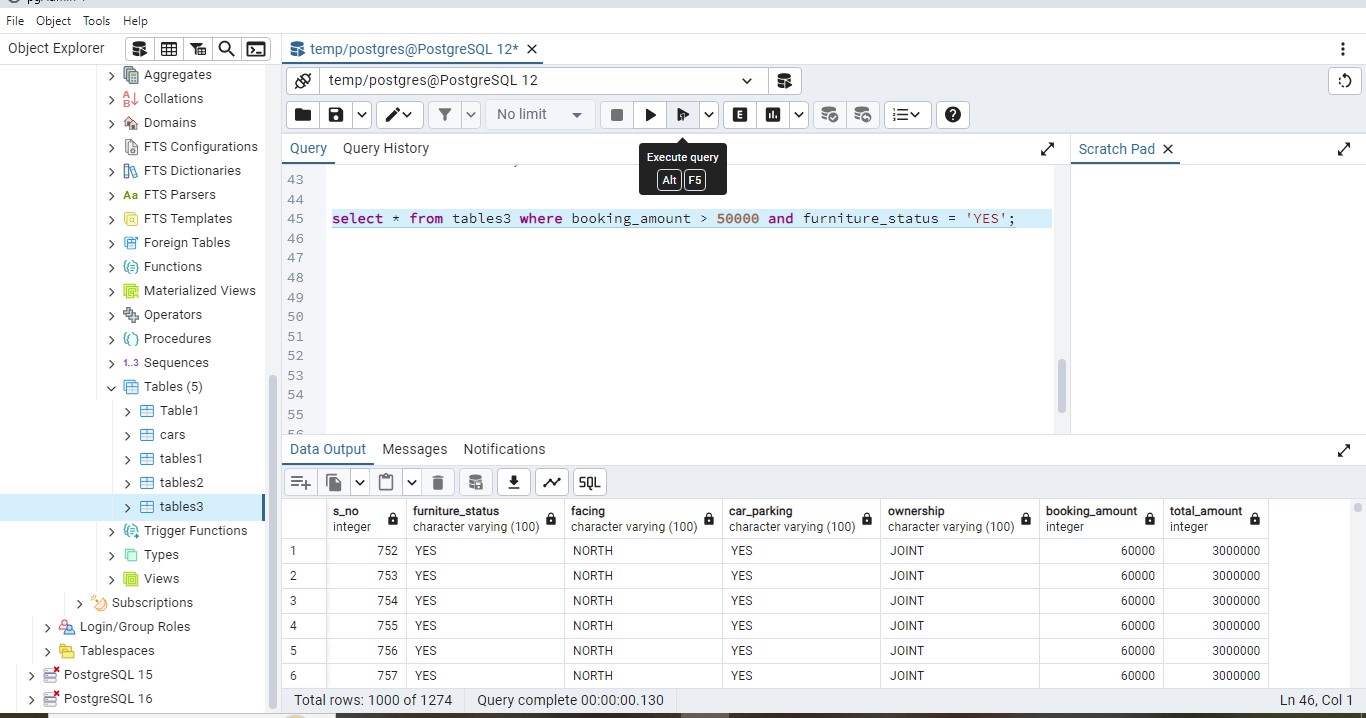 File Object Tools Help
Object Explorer
temp/postgres@PostgreSQL 12*
temp/postgres@PostgreSQL 12
No limit
E
Query Query History
Execute query
Alt F5
Scratch Pad
Aggregates
Collations
Domains
FTS Configurations
FTS Dictionaries
Aa FTS Parsers
FTS Templates
Foreign Tables
Functions
Materialized Views
Operators
Procedures
1..3 Sequences
Tables (5)
Table1
cars
tables1
tables2
tables3
Trigger Functions
Types
Views
Subscriptions
Login/Group Roles
Tablespaces
PostgreSQL 15
PostgreSQL 16
43
44
45 select * from tables3 where booking_amount > 50000 and furniture_status = 'YES';
46
47
48
49
50
51
52
53
54
55
Data Output Messages Notifications
SQL
s_no furniture_status facing car_parking ownership booking_amount total_amount
integer character varying (100) character varying (100) character varying (100) character varying (100) integer integer
1 752 YES NORTH YES JOINT 60000 3000000
2 753 YES NORTH YES JOINT 60000 3000000
3 754 YES NORTH YES JOINT 60000 3000000
4 755 YES NORTH YES JOINT 60000 3000000
5 756 YES NORTH YES JOINT 60000 3000000
6 757 YES NORTH YES JOINT 60000 3000000
Total rows: 1000 of 1274 Query complete 00:00:00.130 Ln 46, Col 1